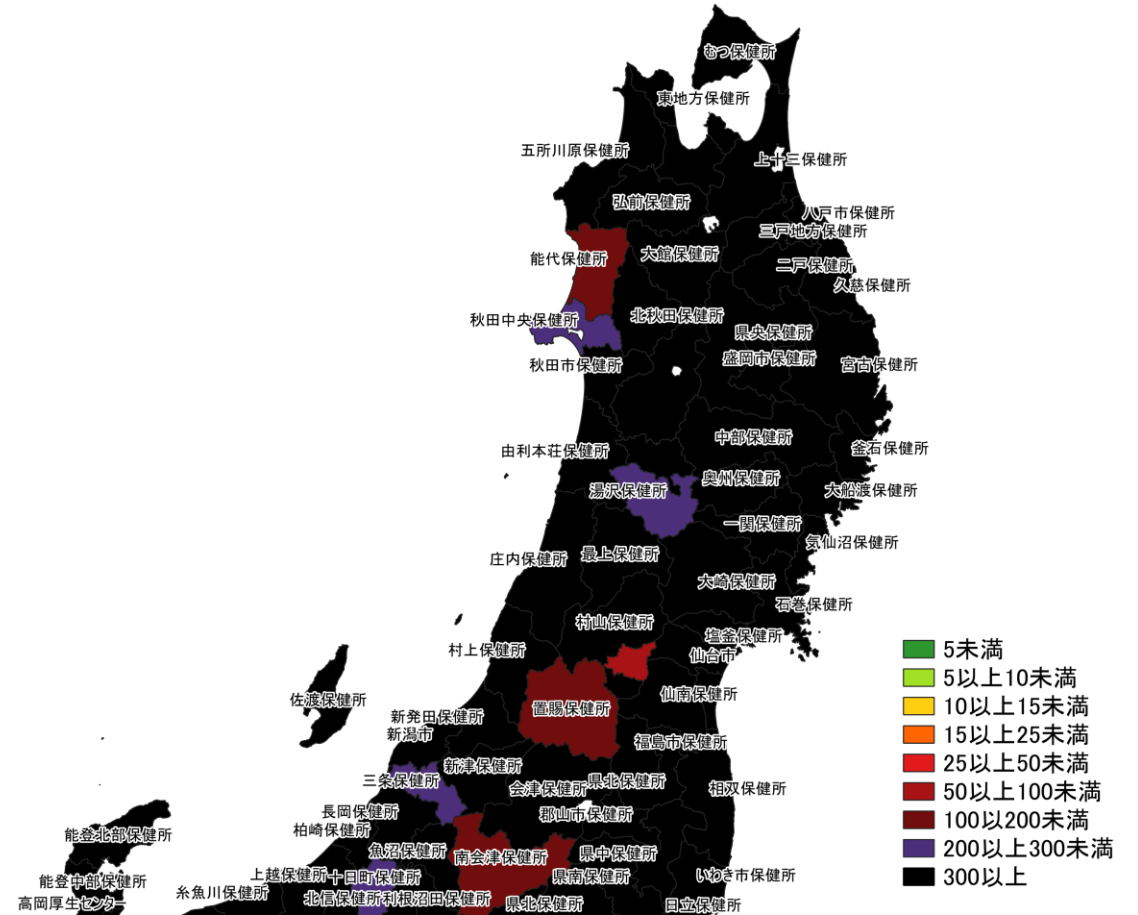 むつ保健所
東地方保健所
五所川原保健所
上十三保健所
弘前保健所
八戸市保健所
三戸地方保健所
能代保健所
大館保健所
二戸保健所
久慈保健所
秋田中央保健所
北秋田保健所
県央保健所
盛岡市保健所
秋田市保健所
宮古保健所
中部保健所
由利本荘保健所
釜石保健所
奥州保健所
湯沢保健所
大船渡保健所
一関保健所
気仙沼保健所
庄内保健所
最上保健所
大崎保健所
石巻保健所
村山保健所
塩釜保健所
村上保健所
仙台市
佐渡保健所
仙南保健所
置賜保健所
新発田保健所
新潟市
福島市保健所
新津保健所
三条保健所
会津保健所
県北保健所
相双保健所
長岡保健所
郡山市保健所
柏崎保健所
能登北部保健所
魚沼保健所
南会津保健所
県中保健所
上越保健所
十日町保健所
県南保健所
いわき市保健所
能登中部保健所
糸魚川保健所
北信保健所
利根沼田保健所
県北保健所
日立保健所
高岡厚生センター
5未満
5以上10未満
10以上15未満
15以上25未満
25以上50未満
50以上100未満
100以200未満
200以上300未満
300以上